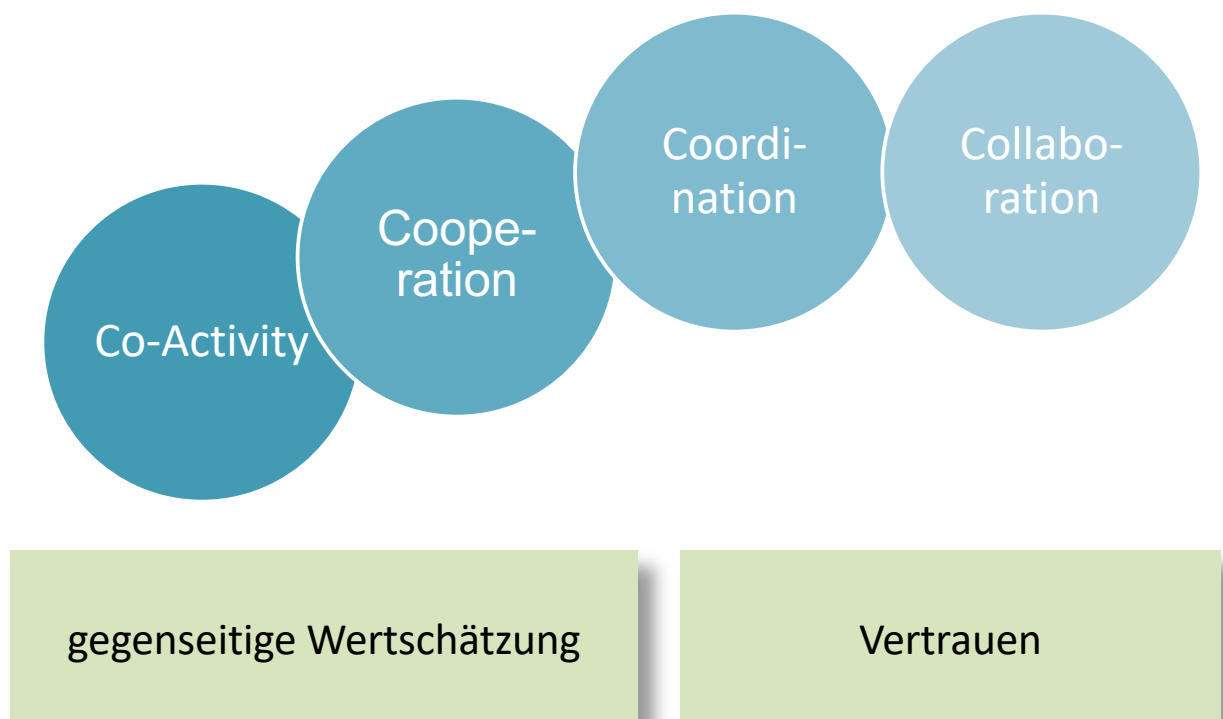 Co-Activity
Coope-
ration
Coordi-
nation
Collabo-
ration
gegenseitige Wertschätzung
Vertrauen